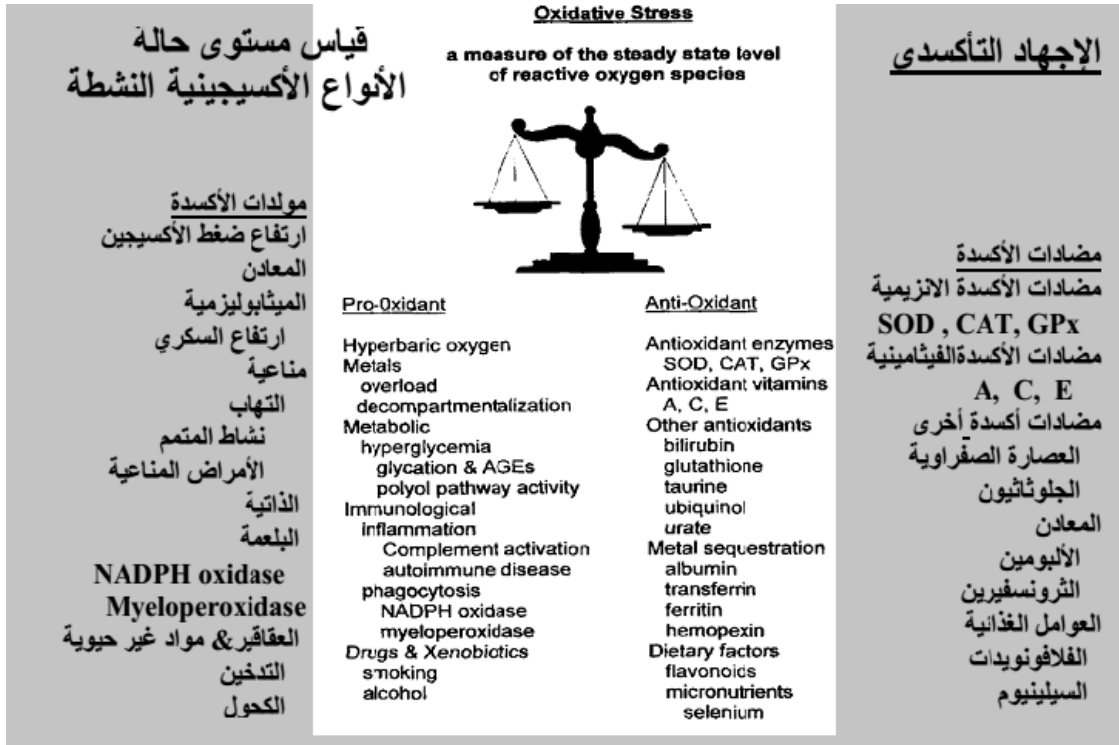 Oxidative Stress
a measure of the steady state level
of reactive oxygen species
الإجهاد التأكسدى
قياس مستوى حالة
الأنواع الأكسيجينية النشطة
مضادات الأكسدة
مضادات الأكسدة الانزيمية
SOD , CAT, GPx
مضادات الأكسدةالفيثامينية
A, C, E
مضادات أكسدة أخرى
العصارة الصفراوية
الجلوثاثيون
المعادن
الألبومين
الثرونسفيرين
العوامل الغذائية
الفلافونويدات
السيلينيوم
Pro-Oxidant
Hyperbaric oxygen
Metals
overload
decompartmentalization
Metabolic
hyperglycemia
glycation & AGEs
polyol pathway activity
Immunological
inflammation
Complement activation
autoimmune disease
phagocytosis
NADPH oxidase
myeloperoxidase
Drugs & Xenobiotics
smoking
alcohol
Anti-Oxidant
Antioxidant enzymes
SOD, CAT, GPx
Antioxidant vitamins
A, C, E
Other antioxidants
bilirubin
glutathione
taurine
ubiquinol
urate
Metal sequestration
albumin
transferrin
ferritin
hemopexin
Dietary factors
flavonoids
micronutrients
selenium
مولدات الأكسدة
ارتفاع ضغط الأكسيجين
المعادن
الميثابوليزمية
ارتفاع السكري
مناعية
التهاب
نشاط المتمم
الأمراض المناعية
الذاتية
البلعمة
NADPH oxidase
Myeloperoxidase
العقاقير& مواد غير حيوية
التدخين
الكحول